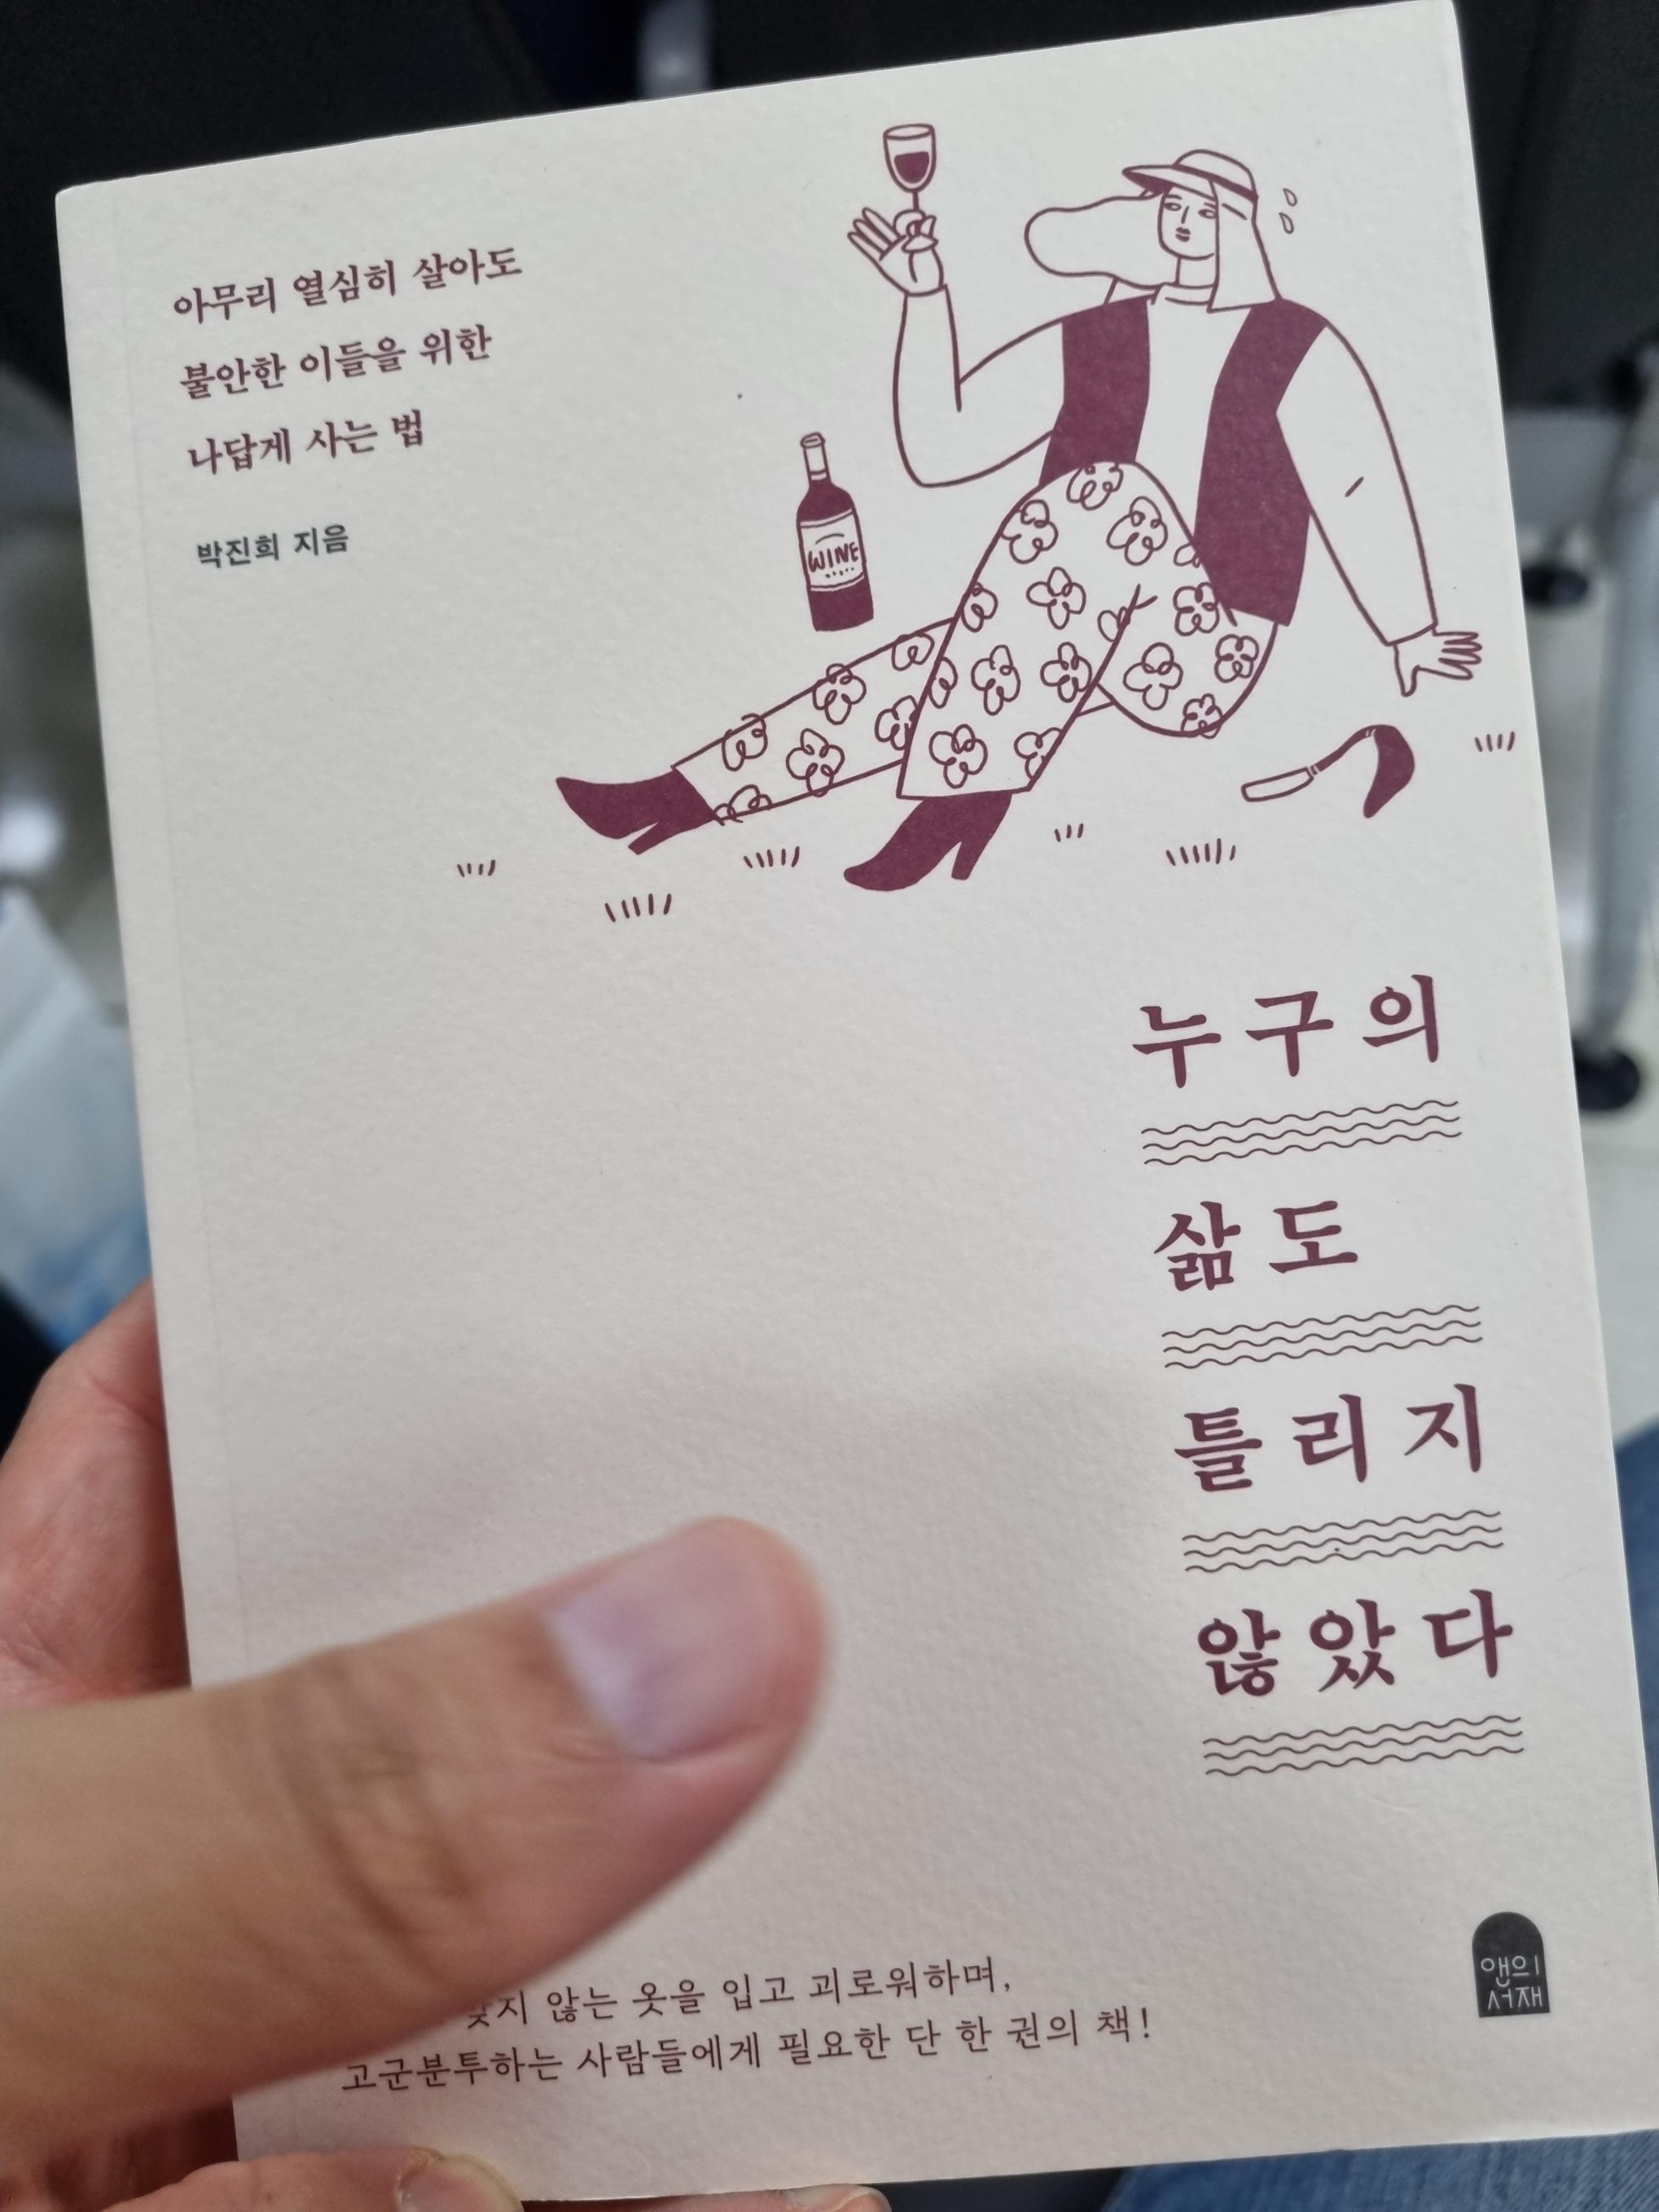 아무리 열심히 살아도
불안한 이들을 위한
나답게 사는 법
박진희 지음
WINE
누구의
삶도
틀리지
않았다
맞지 않는 옷을 입고 괴로워하며,
고군분투하는 사람들에게 필요한 단 한 권의 책!
앱의
서재